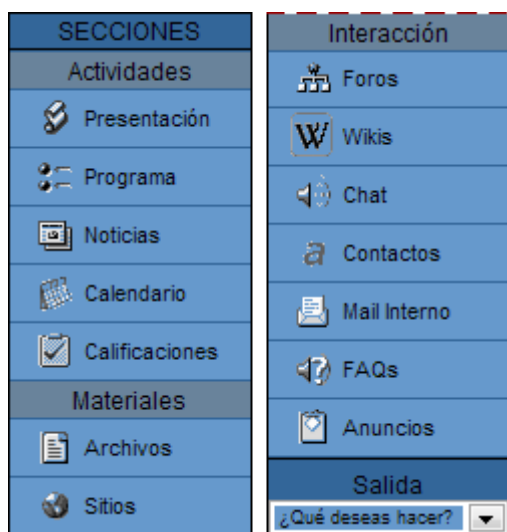 SECCIONES
Actividades
Presentación
Programa
Noticias
Calendario
Calificaciones
Materiales
Archivos
Sitios
Interacción
Foros
W Wikis
Chat
a Contactos
Mail Interno
FAQs
Anuncios
Salida
¿Qué deseas hacer?